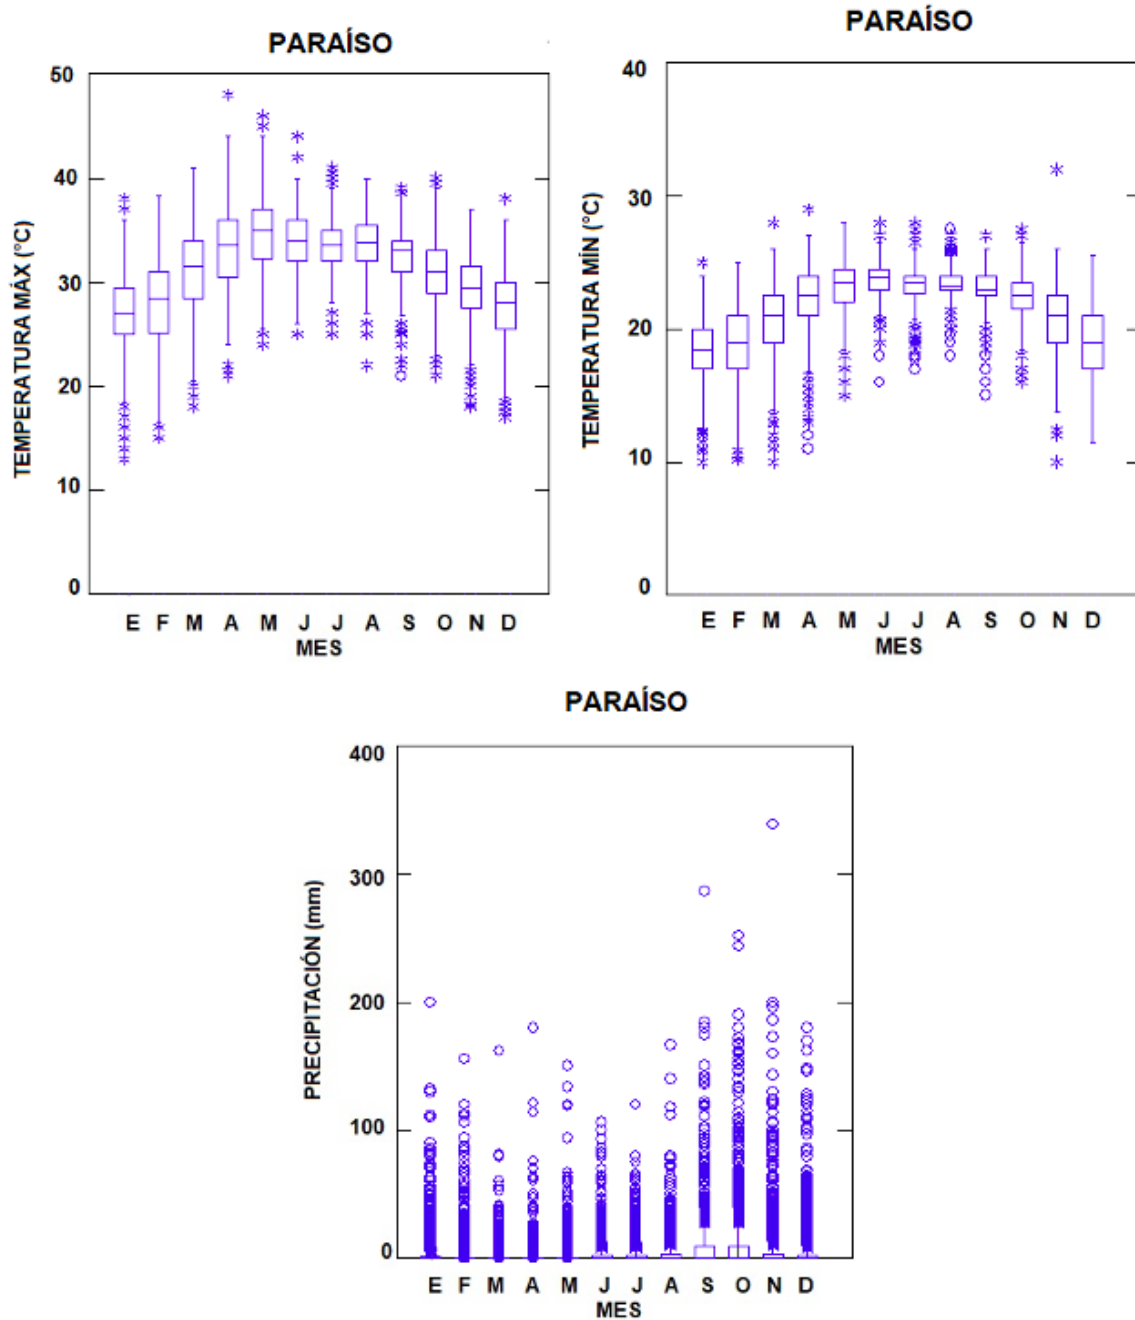 PARAÍSO
TEMPERATURA MÁX (°C)
50
40
30
20
10
0
E F M A M J J A S O N D
MES
PARAÍSO
TEMPERATURA MÍN (°C)
40
30
20
10
0
E F M A M J J A S O N D
MES
PARAÍSO
PRECIPITACIÓN (mm)
400
300
200
100
0
E F M A M J J A S O N D
MES